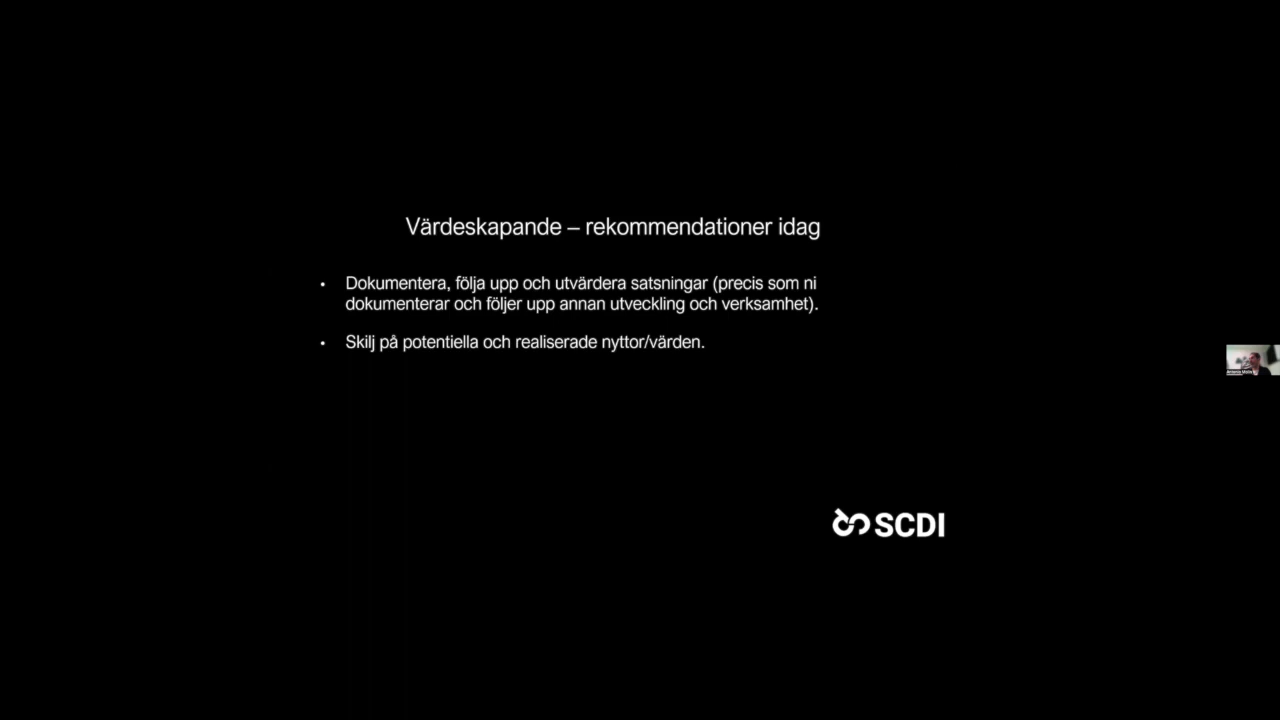 Värdeskapande – rekommendationer idag
• Dokumentera, följa upp och utvärdera satsningar (precis som ni
dokumenterar och följer upp annan utveckling och verksamhet).
• Skilj på potentiella och realiserade nyttor/värden.
SCDI